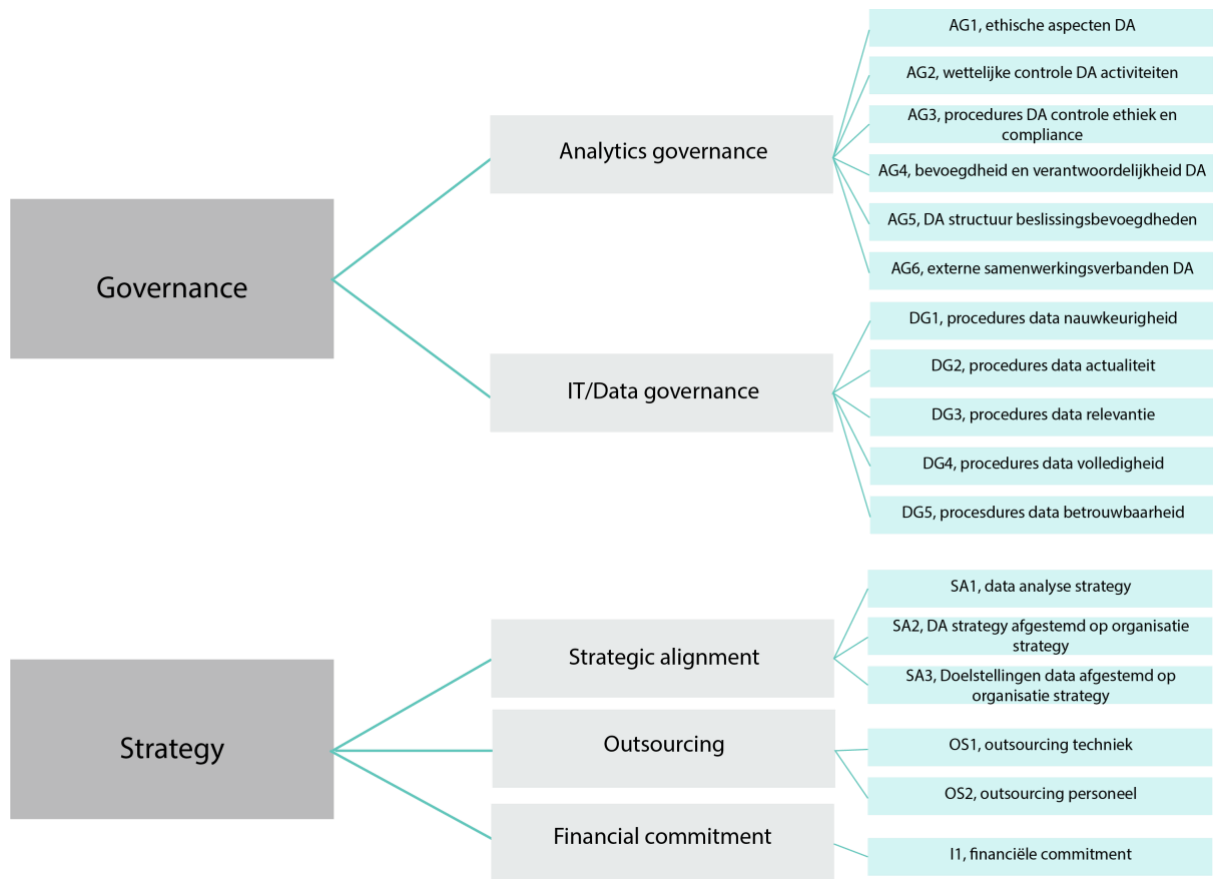 Governance
Analytics governance
AG1, ethische aspecten DA
AG2, wettelijke controle DA activiteiten
AG3, procedures DA controle ethiek en
compliance
AG4, bevoegdheid en verantwoordelijkheid DA
AG5, DA structuur beslissingsbevoegdheden
AG6, externe samenwerkingsverbanden DA
IT/Data governance
DG1, procedures data nauwkeurigheid
DG2, procedures data actualiteit
DG3, procedures data relevantie
DG4, procedures data volledigheid
DG5, procesdures data betrouwbaarheid
Strategy
Strategic alignment
SA1, data analyse strategy
SA2, DA strategy afgestemd op organisatie
strategy
SA3, Doelstellingen data afgestemd op
organisatie strategy
Outsourcing
OS1, outsourcing techniek
OS2, outsourcing personeel
Financial commitment
I1, financiële commitment